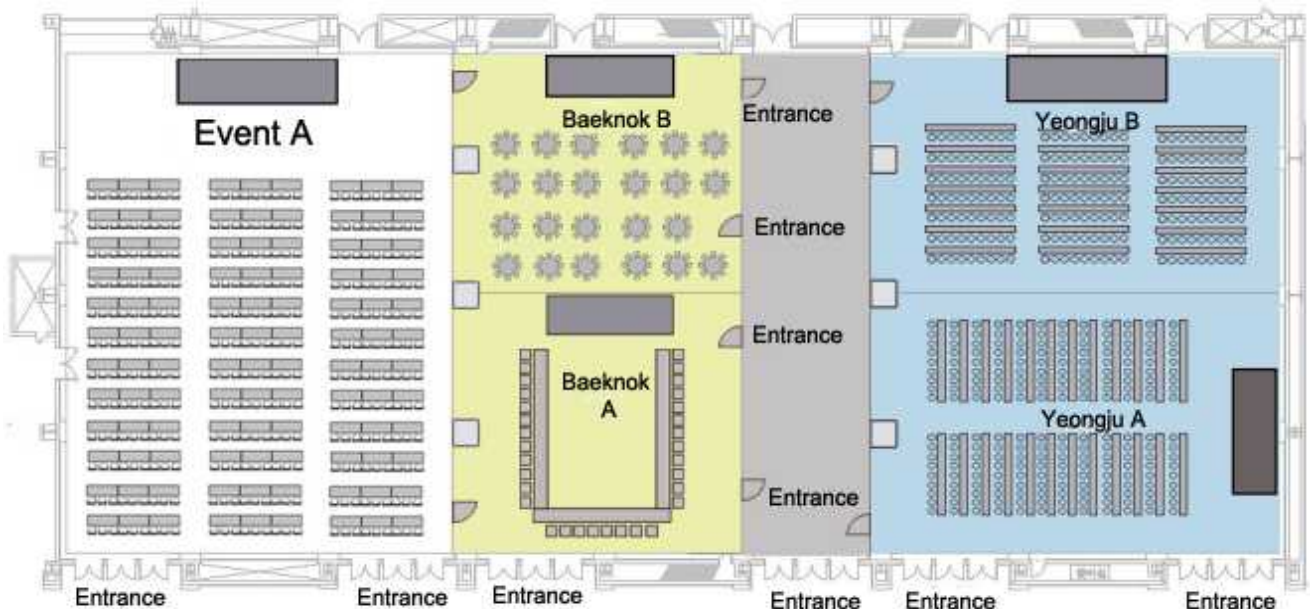 Event A
Baeknok B
Entrance
Yeongju B
Entrance
Entrance
Baeknok
A
Yeongju A
Entrance
Entrance
Entrance
Entrance
Entrance
Entrance
Entrance